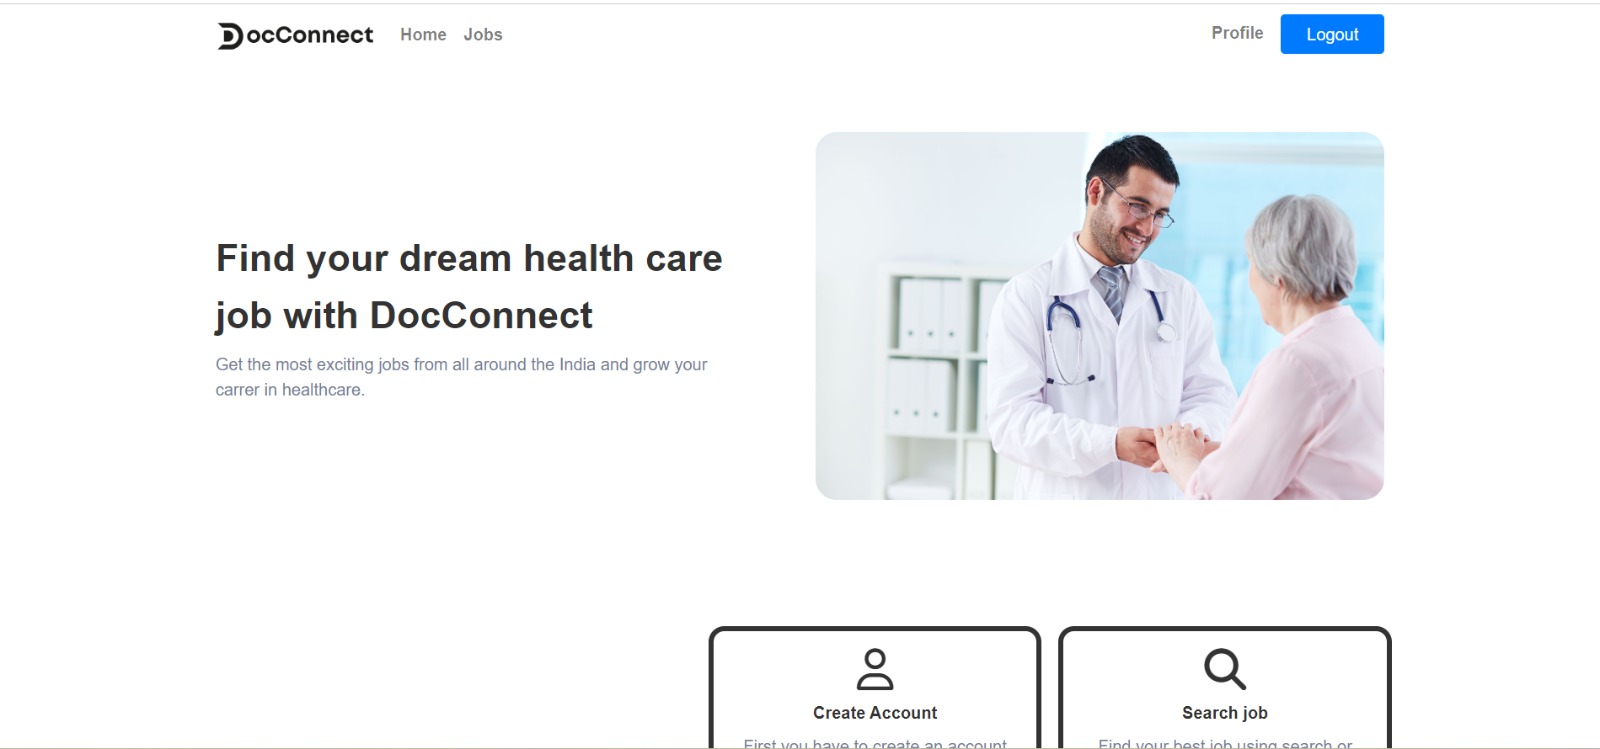 DocConnect Home Jobs Profile Logout
Find your dream health care
job with DocConnect
Get the most exciting jobs from all around the India and grow your
carrer in healthcare.
Create Account
First you have to create an account
Search job
Find your best job using search or